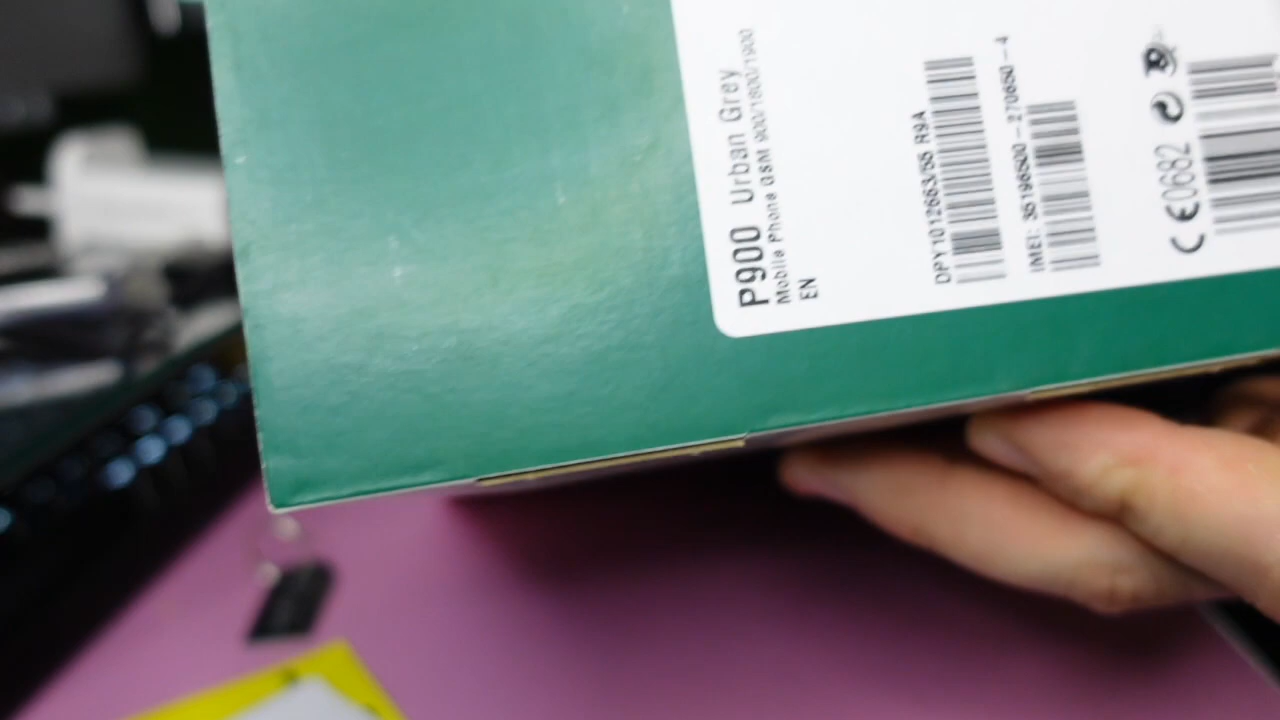 P900 Urban Grey
Mobile Phone GSM 900/1800/1900
EN
DPY1012663/55 R9A
IMEI: 35196500-270650-4
CE0682